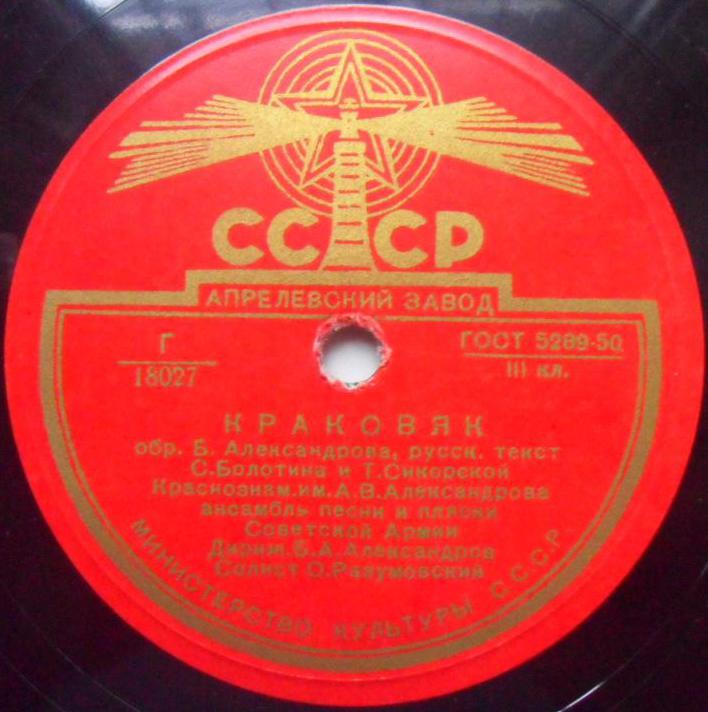 СССР
АПРЕЛЕВСКИЙ ЗАВОД
Г
18027
ГОСТ 5289-50
III кл.
КРАКОВЯК
обр. Б. Александрова, русск. текст
С.Болотина и Т.Сикорской
Краснознам.им.А.В.Александрова
ансамбль песни и пляски
Советской Армии
Дирим.Б.А.Александров
Солист О.Разумовский
МИНИСТЕРСТВО КУЛЬТУРЫ С.С.С.Р.